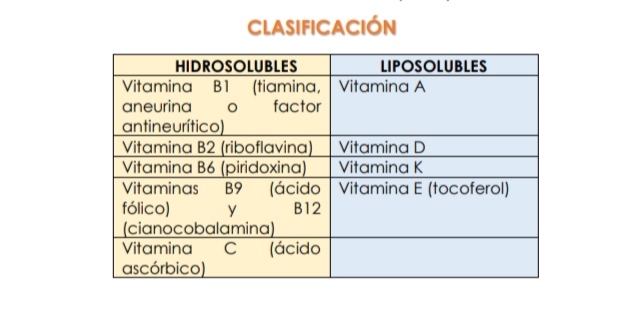 CLASIFICACIÓN
HIDROSOLUBLES LIPOSOLUBLES
Vitamina B1 (tiamina, Vitamina A
aneurina o factor
antineurítico)
Vitamina B2 (riboflavina) Vitamina D
Vitamina B6 (piridoxina) Vitamina K
Vitaminas B9 (ácido Vitamina E (tocoferol)
fólico) y B12
(cianocobalamina)
Vitamina C (ácido
ascórbico)